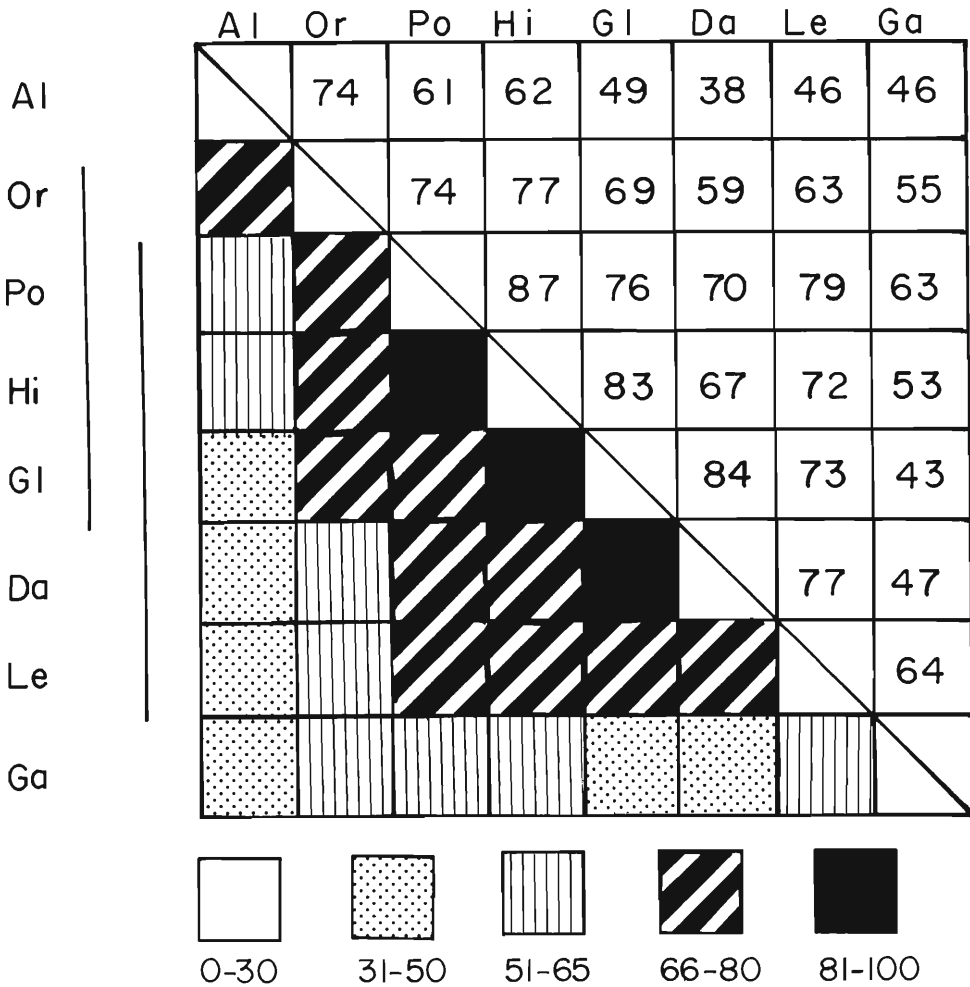 Al Or Po Hi Gl Da Le Ga
Al 74 61 62 49 38 46 46
Or 74 77 69 59 63 55
Po 87 76 70 79 63
Hi 83 67 72 53
Gl 84 73 43
Da 77 47
Le 64
Ga
0-30 31-50 51-65 66-80 81-100